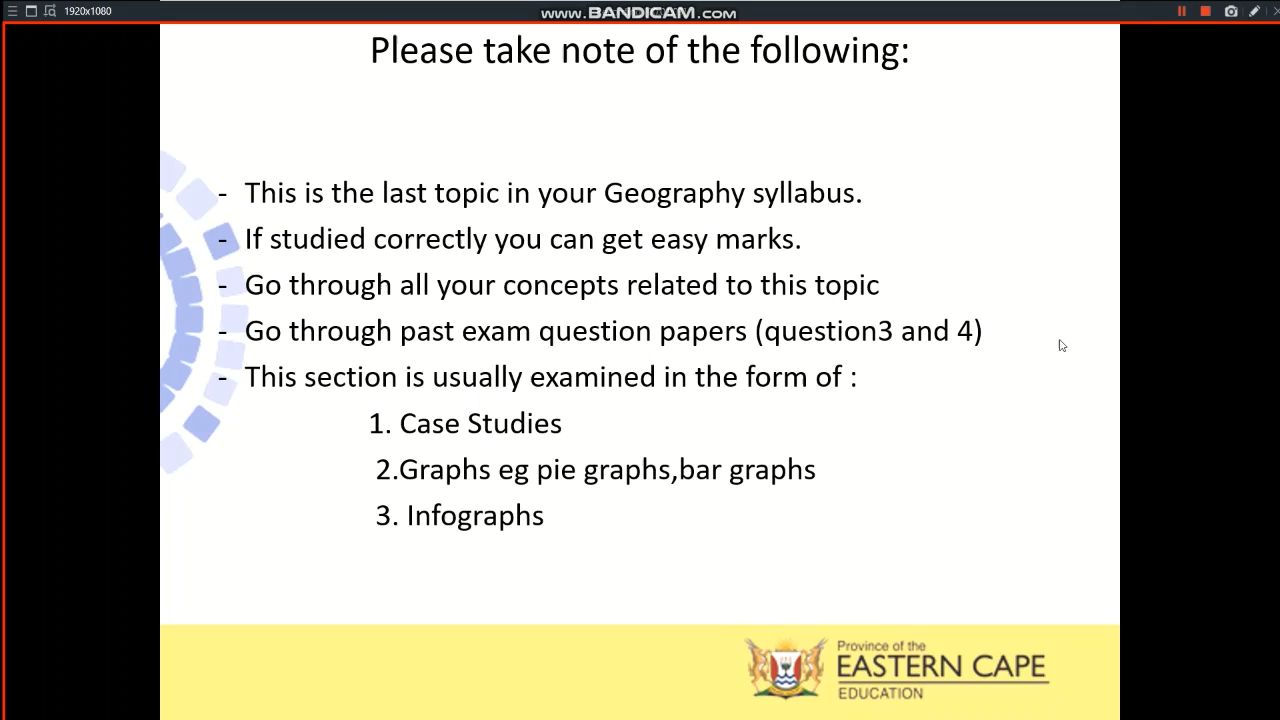 1920x1080
www.BANDICAM.com
Please take note of the following:
- This is the last topic in your Geography syllabus.
- If studied correctly you can get easy marks.
- Go through all your concepts related to this topic
- Go through past exam question papers (question3 and 4)
- This section is usually examined in the form of :
1. Case Studies
2.Graphs eg pie graphs,bar graphs
3. Infographs
Province of the
EASTERN CAPE
EDUCATION